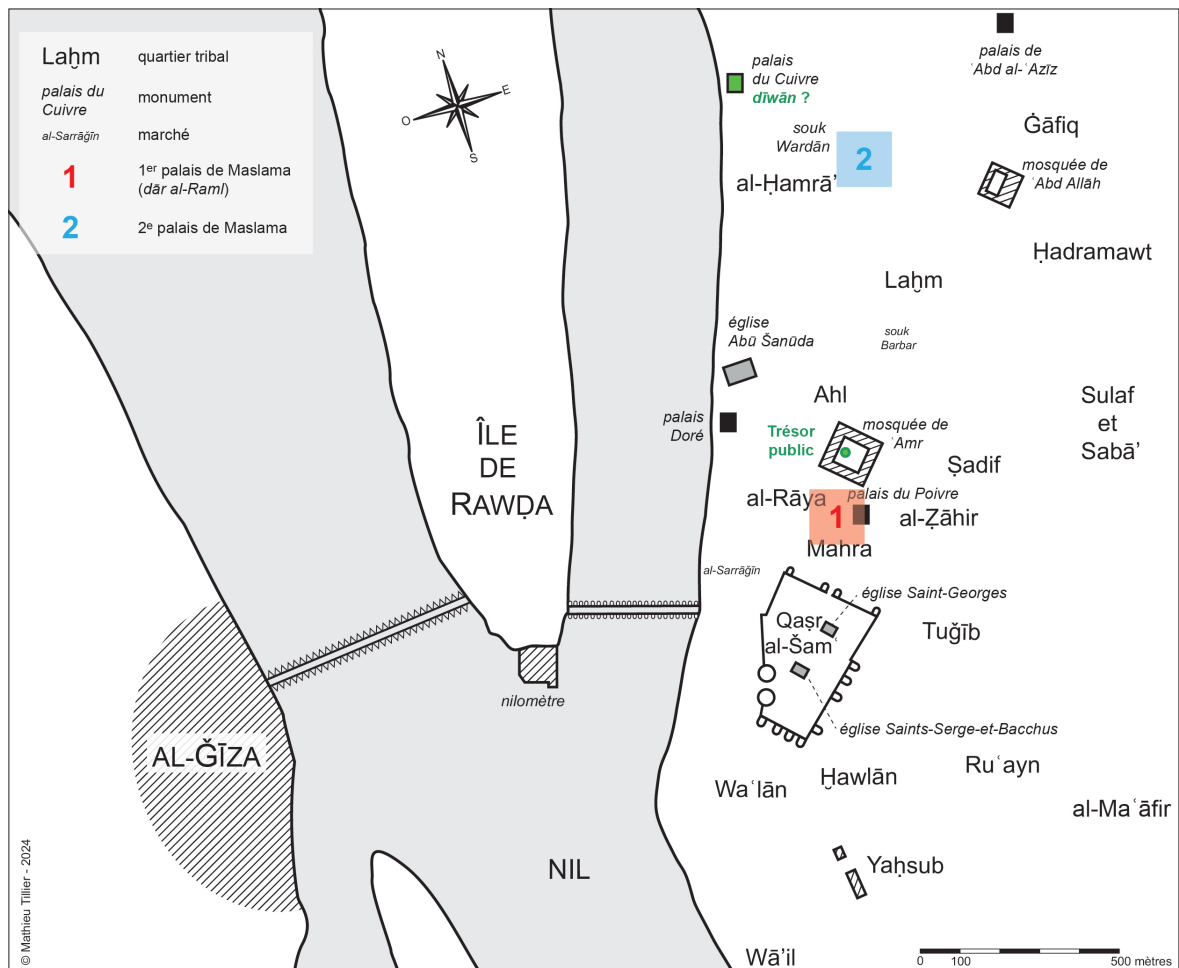 Laḫm quartier tribal
palais du
Cuivre
monument
al-Sarrāǧīn marché
1
1er palais de Maslama
(dār al-Raml)
2
2e palais de Maslama
N
E
O
S
palais
du Cuivre
dīwān ?
palais de
ʿAbd al-ʿAzīz
souk
Wardān
2
Ġāfiq
al-Ḥamrāʾ
mosquée de
ʿAbd Allāh
Ḥadramawt
Laḫm
souk
Barbar
église
Abū Šanūda
Ahl
Sulaf
et
Sabāʾ
palais
Doré
Trésor
public
mosquée de
ʿAmr
Ṣadif
ÎLE
DE
RAWḌA
al-Rāya
palais du Poivre
1
al-Ẓāhir
Mahra
al-Sarrāǧīn
église Saint-Georges
Qaṣr
al-Šamʿ
Tuǧīb
nilomètre
église Saints-Serge-et-Bacchus
AL-ǦĪZA
Waʿlān
Ḫawlān
Ruʿayn
al-Maʿāfir
NIL
Yaḥsub
Wāʾil
0 100 500 mètres
© Mathieu Tillier - 2024